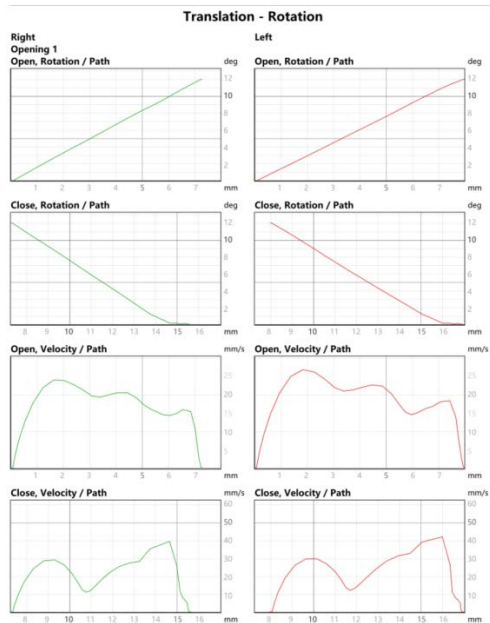 Translation - Rotation
Right
Opening 1
Open, Rotation / Path
deg
12
10
8
6
4
2
1 2 3 4 5 6 7 mm
Left
Open, Rotation / Path
deg
12
10
8
6
4
2
1 2 3 4 5 6 7 mm
Close, Rotation / Path
deg
12
10
8
6
4
2
8 9 10 11 12 13 14 15 16 mm
Close, Rotation / Path
deg
12
10
8
6
4
2
8 9 10 11 12 13 14 15 16 mm
Open, Velocity / Path
mm/s
25
20
15
10
5
1 2 3 4 5 6 7 mm
Open, Velocity / Path
mm/s
25
20
15
10
5
1 2 3 4 5 6 7 mm
Close, Velocity / Path
mm/s
60
50
40
30
20
10
8 9 10 11 12 13 14 15 16 mm
Close, Velocity / Path
mm/s
60
50
40
30
20
10
8 9 10 11 12 13 14 15 16 mm